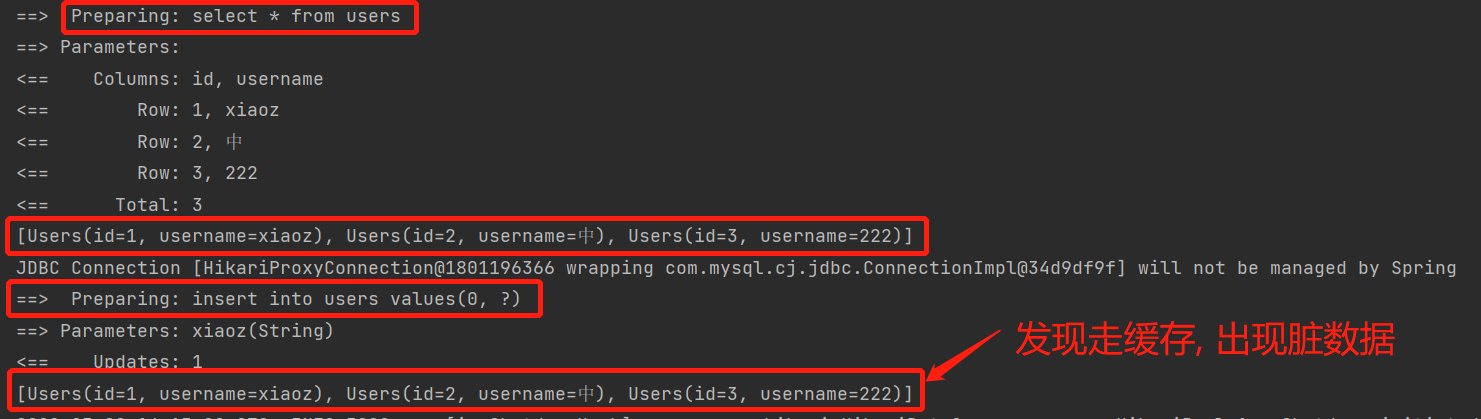 ==>  Preparing: select * from users
==> Parameters:
<==    Columns: id, username
<==        Row: 1, xiaoz
<==        Row: 2, 中
<==        Row: 3, 222
<==      Total: 3
[Users(id=1, username=xiaoz), Users(id=2, username=中), Users(id=3, username=222)]
JDBC Connection [HikariProxyConnection@1801196366 wrapping com.mysql.cj.jdbc.ConnectionImpl@34d9df9f] will not be managed by Spring
==>  Preparing: insert into users values(0, ?)
==> Parameters: xiaoz(String)
发现走缓存, 出现脏数据
<==    Updates: 1
[Users(id=1, username=xiaoz), Users(id=2, username=中), Users(id=3, username=222)]